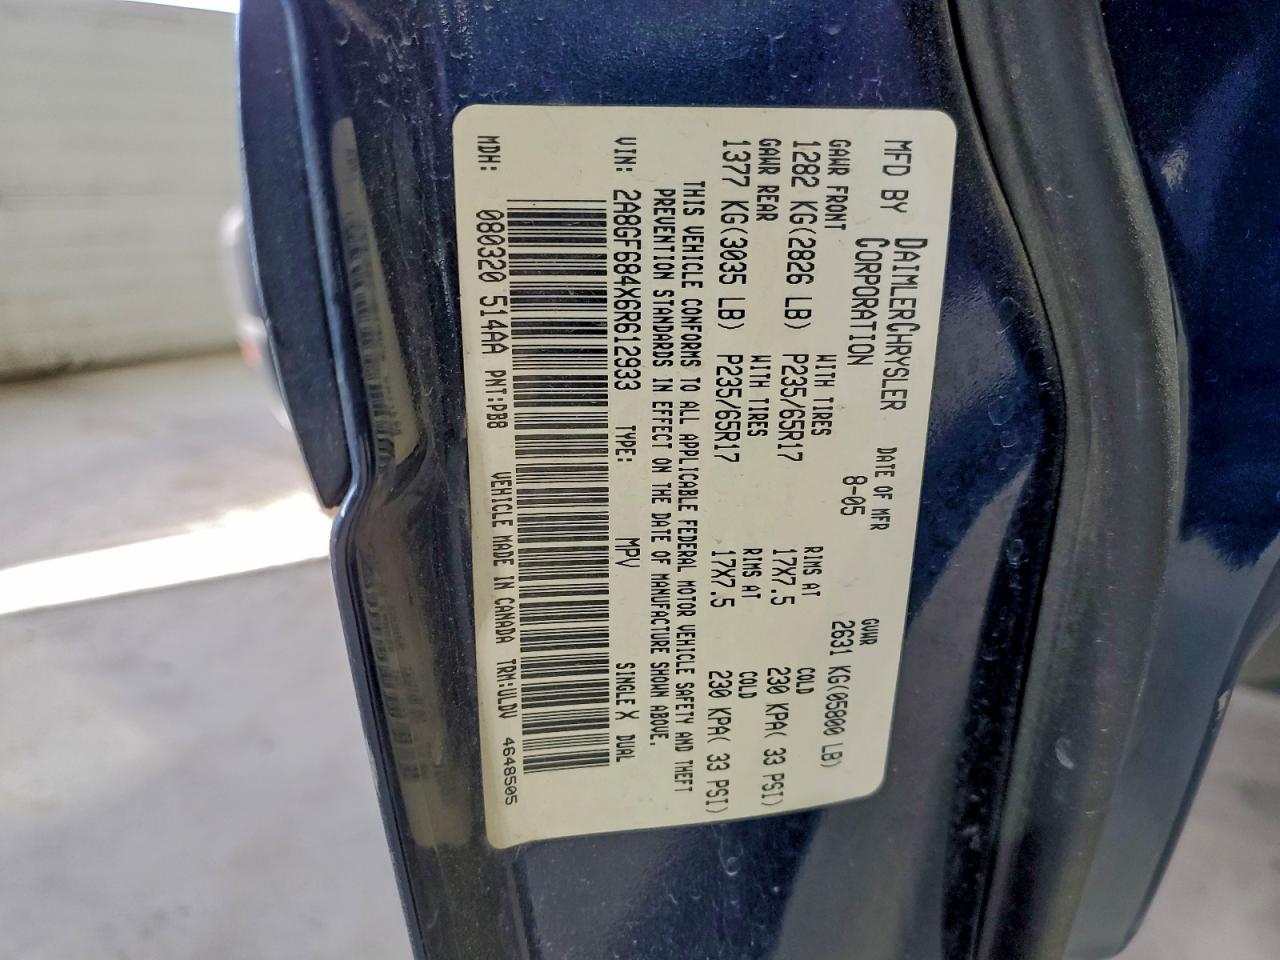 MFD BY DAIMLERCHRYSLER CORPORATION
DATE OF MFR 8-05
GVWR 2631 KG(05800 LB)
GAWR FRONT
WITH TIRES
RIMS AT
COLD
1282 KG(2826 LB) P235/65R17 17X7.5 230 KPA( 33 PSI)
GAWR REAR
WITH TIRES
RIMS AT
COLD
1377 KG(3035 LB) P235/65R17 17X7.5 230 KPA( 33 PSI)
THIS VEHICLE CONFORMS TO ALL APPLICABLE FEDERAL MOTOR VEHICLE SAFETY AND THEFT
PREVENTION STANDARDS IN EFFECT ON THE DATE OF MANUFACTURE SHOWN ABOVE.
VIN: 2A8GF684X6R612933 TYPE: MPV SINGLE X DUAL
MDH: 080320 514AA PNT:PB8 VEHICLE MADE IN CANADA TRM:ULDV 4648505